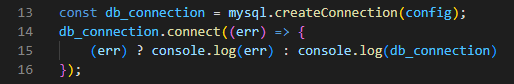 13 const db_connection = mysql.createConnection(config);
14 db_connection.connect((err) => {
15 (err) ? console.log(err) : console.log(db_connection)
16 });